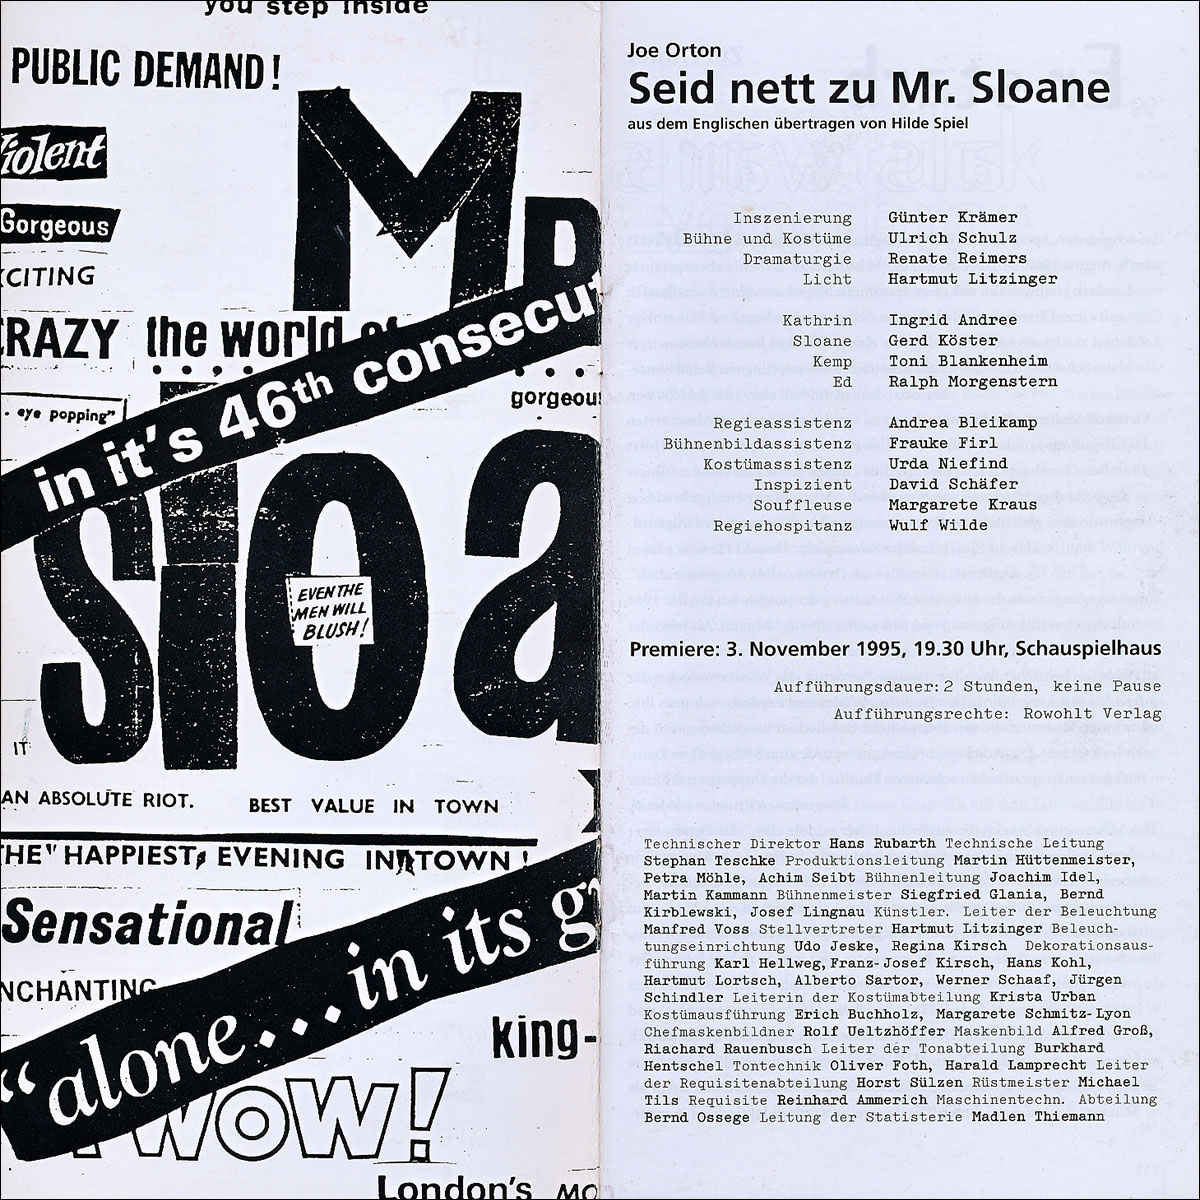 you step inside
PUBLIC DEMAND!
Mr
Violent
Gorgeous
XCITING
CRAZY
the world of
in it's 46th consecu
gorgeous
eye popping"
sloa
EVEN THE
MEN WILL
BLUSH!
IT
AN ABSOLUTE RIOT.
BEST VALUE IN TOWN
THE "HAPPIEST, EVENING IN TOWN!
Sensational
NCHANTING
"alone...in its g
king-
WOW!
London's MO
Joe Orton
Seid nett zu Mr. Sloane
aus dem Englischen übertragen von Hilde Spiel
Inszenierung Günter Krämer
Bühne und Kostüme Ulrich Schulz
Dramaturgie Renate Reimers
Licht Hartmut Litzinger
Kathrin Ingrid Andree
Sloane Gerd Köster
Kemp Toni Blankenheim
Ed Ralph Morgenstern
Regieassistenz Andrea Bleikamp
Bühnenbildassistenz Frauke Firl
Kostümassistenz Urda Niefind
Inspizient David Schäfer
Souffleuse Margarete Kraus
Regiehospitanz Wulf Wilde
Premiere: 3. November 1995, 19.30 Uhr, Schauspielhaus
Aufführungsdauer: 2 Stunden, keine Pause
Aufführungsrechte: Rowohlt Verlag
Technischer Direktor Hans Rubarth Technische Leitung
Stephan Teschke Produktionsleitung Martin Hüttenmeister,
Petra Möhle, Achim Seibt Bühnenleitung Joachim Idel,
Martin Kammann Bühnenmeister Siegfried Glania, Bernd
Kirblewski, Josef Lingnau Künstler. Leiter der Beleuchtung
Manfred Voss Stellvertreter Hartmut Litzinger Beleuch-
tungseinrichtung Udo Jeske, Regina Kirsch Dekorationsaus-
führung Karl Hellweg, Franz-Josef Kirsch, Hans Kohl,
Hartmut Lortsch, Alberto Sartor, Werner Schaaf, Jürgen
Schindler Leiterin der Kostümabteilung Krista Urban
Kostümausführung Erich Buchholz, Margarete Schmitz-Lyon
Chefmaskenbildner Rolf Ueltzhöffer Maskenbild Alfred Groß,
Riachard Rauenbusch Leiter der Tonabteilung Burkhard
Hentschel Tontechnik Oliver Foth, Harald Lamprecht Leiter
der Requisitenabteilung Horst Sülzen Rüstmeister Michael
Tils Requisite Reinhard Ammerich Maschinentechn. Abteilung
Bernd Ossege Leitung der Statisterie Madlen Thiemann